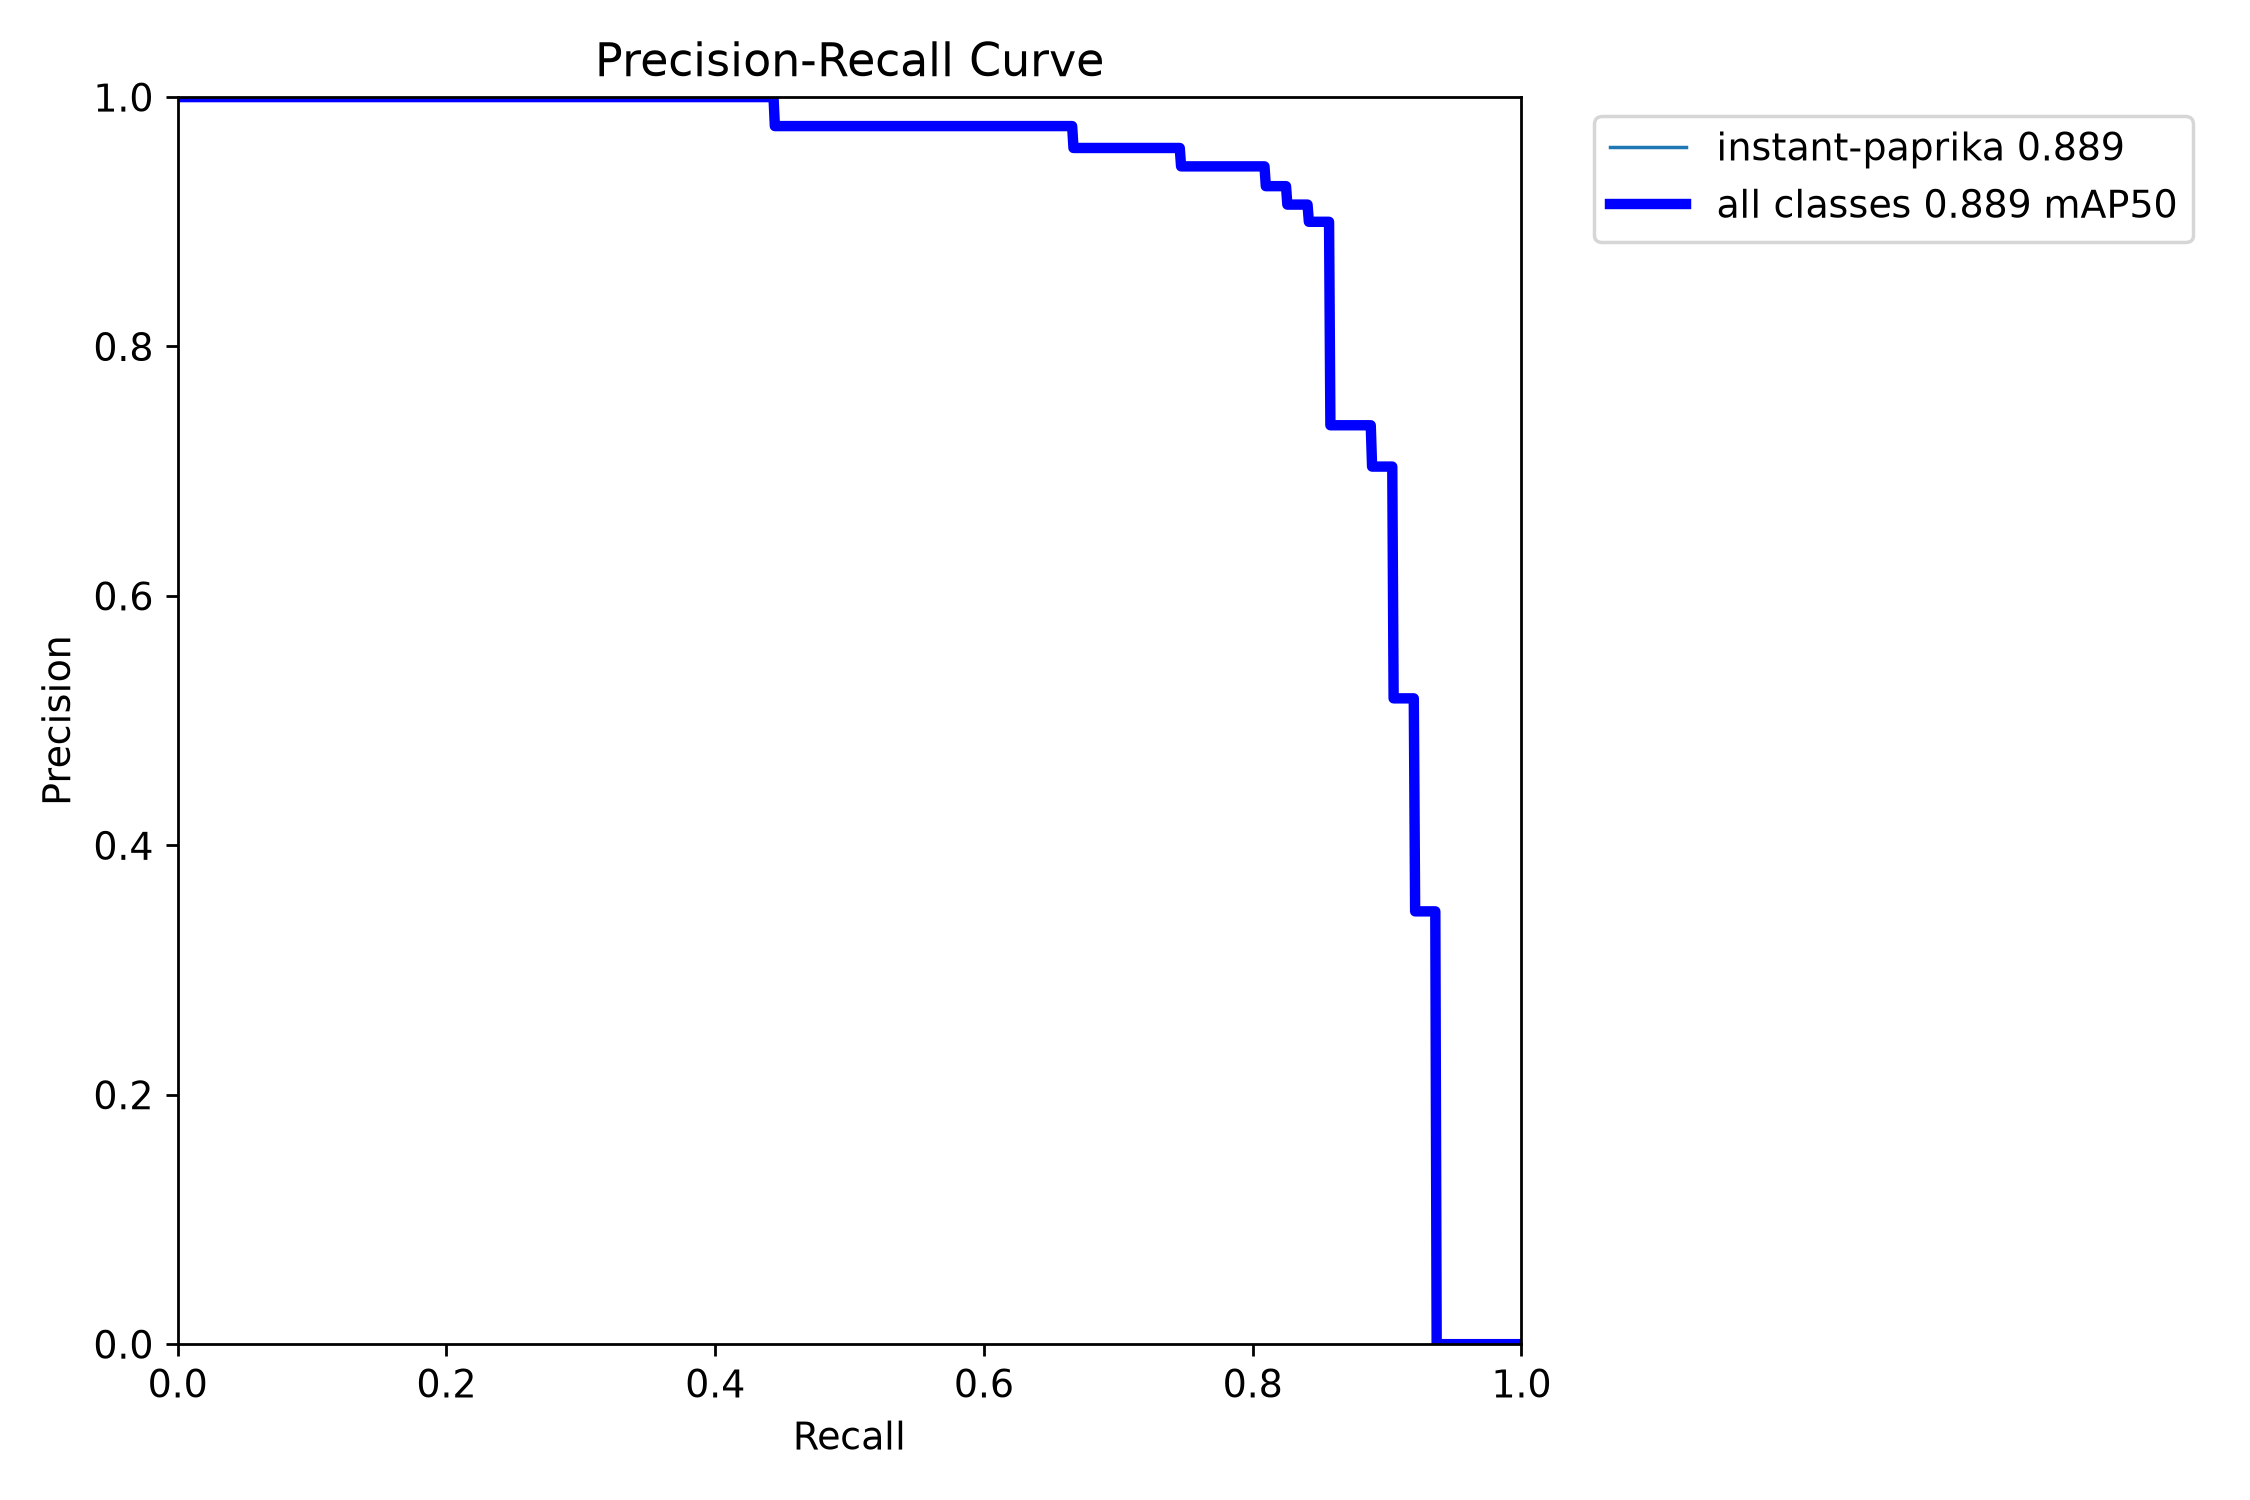 Precision-Recall Curve
1.0
0.8
0.6
0.4
0.2
0.0
Precision
0.0 0.2 0.4 0.6 0.8 1.0
Recall
instant-paprika 0.889
all classes 0.889 mAP50